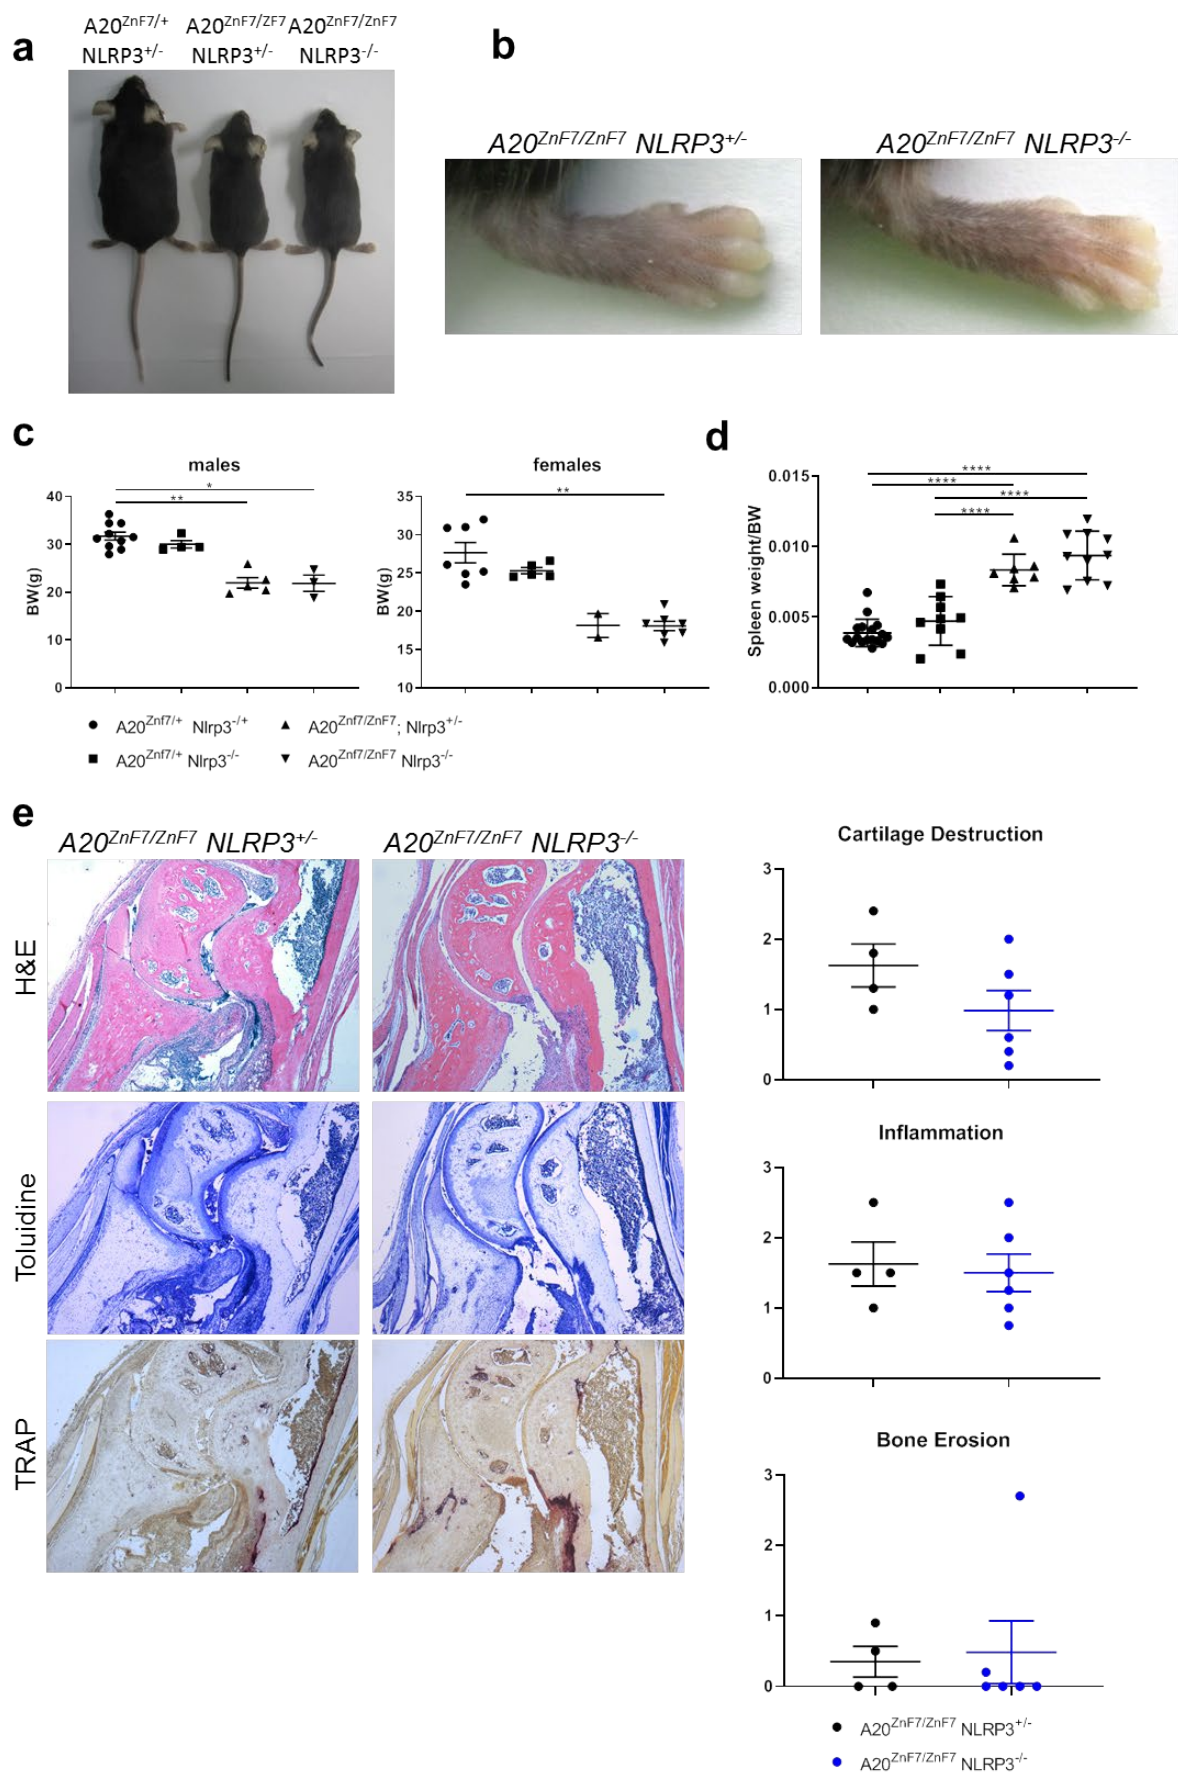 a
A20ZnF7/+ NLRP3+/-
A20ZnF7/ZF7 NLRP3+/-
A20ZnF7/ZnF7 NLRP3-/-
b
A20ZnF7/ZnF7 NLRP3+/-
A20ZnF7/ZnF7 NLRP3-/-
c
males
BW(g)
40
30
20
10
0
*
**
females
BW(g)
35
30
25
20
15
10
**
A20Znf7/+ Nlrp3-/+
A20Znf7/+ Nlrp3-/-
A20Znf7/ZnF7; Nlrp3+/-
A20Znf7/ZnF7 Nlrp3-/-
d
Spleen weight/BW
0.015
0.010
0.005
0.000
****
****
****
****
e
A20ZnF7/ZnF7 NLRP3+/-
A20ZnF7/ZnF7 NLRP3-/-
H&E
Toluidine
TRAP
Cartilage Destruction
3
2
1
0
Inflammation
3
2
1
0
Bone Erosion
3
2
1
0
A20ZnF7/ZnF7 NLRP3+/-
A20ZnF7/ZnF7 NLRP3-/-